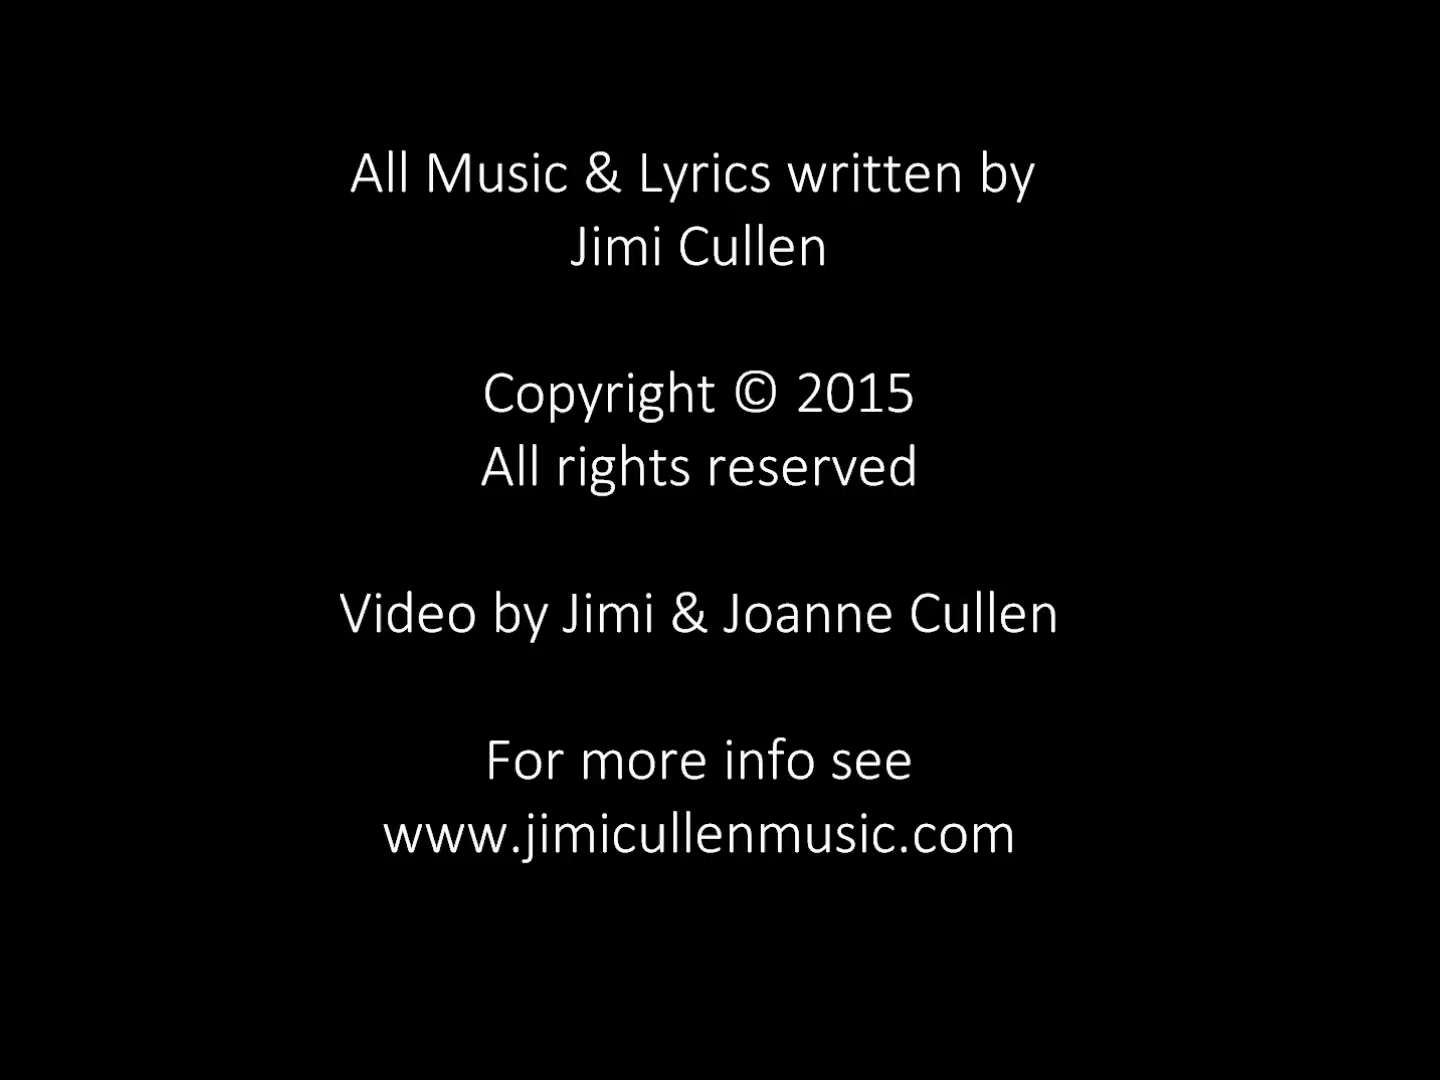 All Music & Lyrics written by
Jimi Cullen
Copyright © 2015
All rights reserved
Video by Jimi & Joanne Cullen
For more info see
www.jimicullenmusic.com